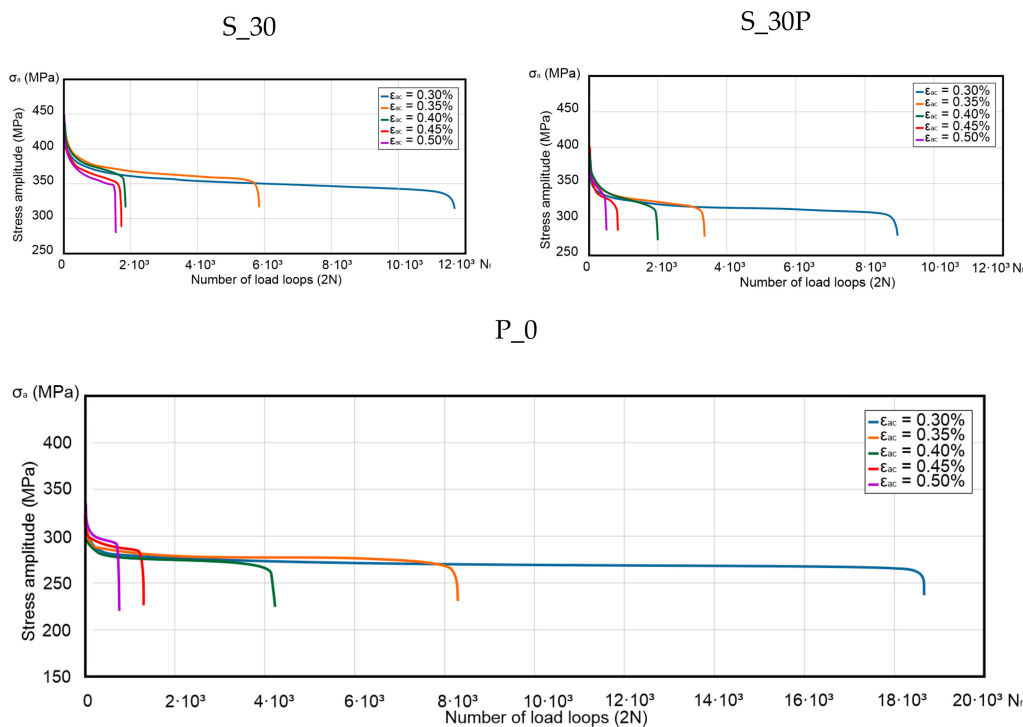 S_30
σₐ (MPa)
Stress amplitude (MPa)
450
400
350
300
250
εac = 0.30%
εac = 0.35%
εac = 0.40%
εac = 0.45%
εac = 0.50%
0 2·10³ 4·10³ 6·10³ 8·10³ 10·10³ 12·10³ Nf
Number of load loops (2N)
S_30P
σₐ (MPa)
Stress amplitude (MPa)
450
400
350
300
250
εac = 0.30%
εac = 0.35%
εac = 0.40%
εac = 0.45%
εac = 0.50%
0 2·10³ 4·10³ 6·10³ 8·10³ 10·10³ 12·10³ Nf
Number of load loops (2N)
P_0
σₐ (MPa)
Stress amplitude (MPa)
400
400
300
250
150
εac = 0.30%
εac = 0.35%
εac = 0.40%
εac = 0.45%
εac = 0.50%
0 2·10³ 4·10³ 6·10³ 8·10³ 10·10³ 12·10³ 14·10³ 16·10³ 18·10³ 20·10³ Nf
Number of load loops (2N)